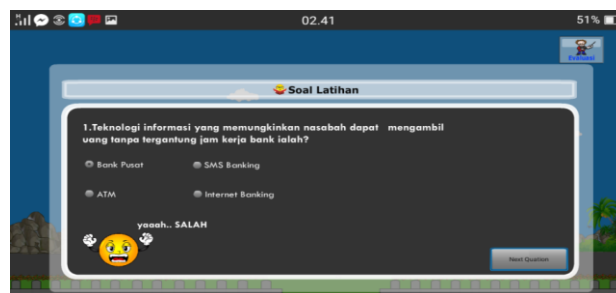 02.41
51%
Evaluasi
Soal Latihan
1.Teknologi informasi yang memungkinkan nasabah dapat mengambil
uang tanpa tergantung jam kerja bank ialah?
Bank Pusat
SMS Banking
ATM
Internet Banking
yaaah.. SALAH
Next Quation